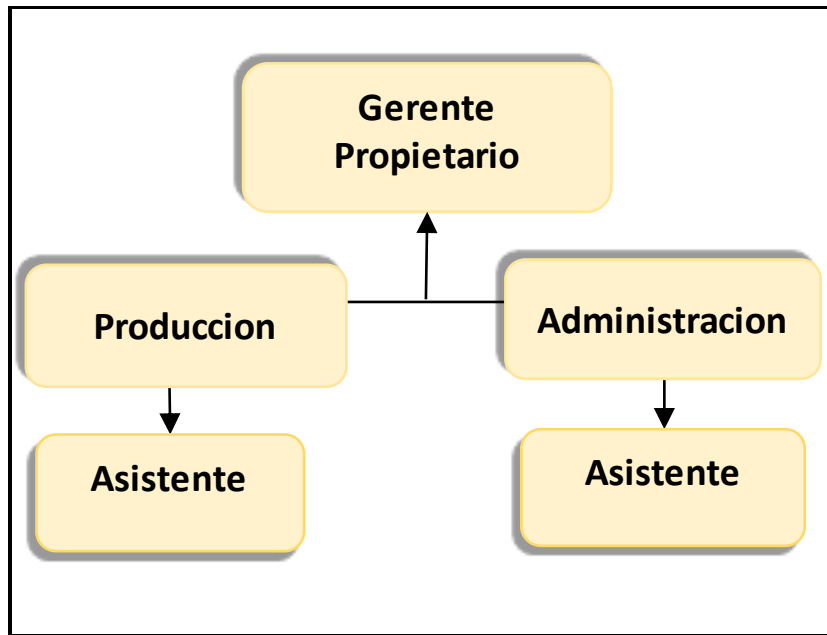 Gerente
Propietario
Produccion
Administracion
Asistente
Asistente